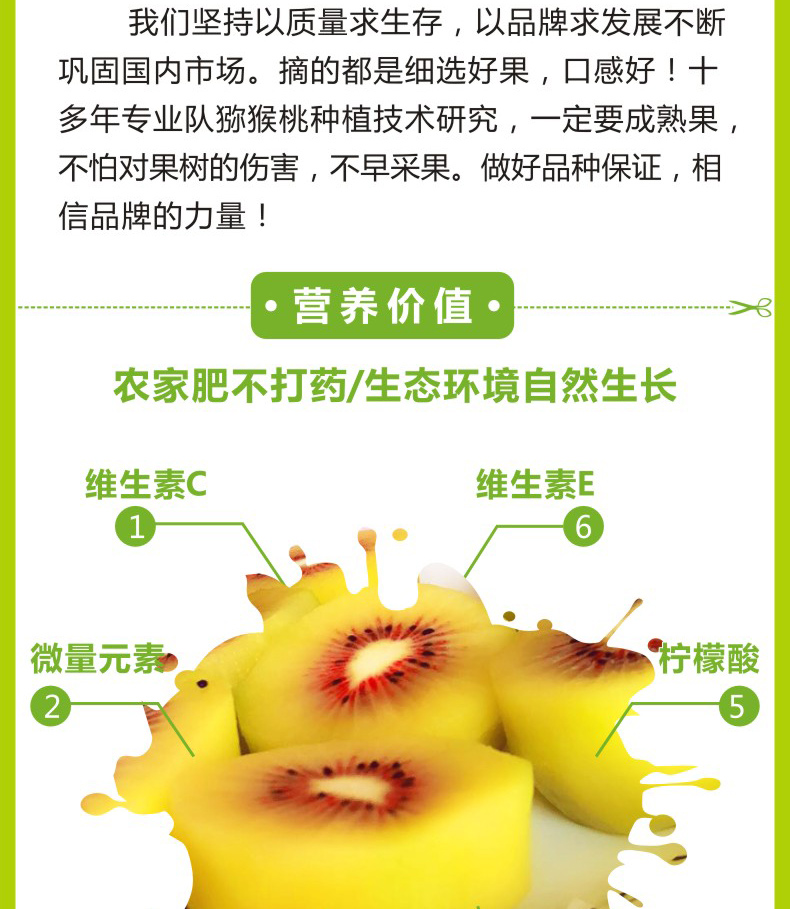 我们坚持以质量求生存，以品牌求发展不断
巩固国内市场。摘的都是细选好果，口感好！十
多年专业队猕猴桃种植技术研究，一定要成熟果，
不怕对果树的伤害，不早采果。做好品种保证，相
信品牌的力量！
·营养价值·
农家肥不打药/生态环境自然生长
维生素C
1
维生素E
6
微量元素
2
柠檬酸
5